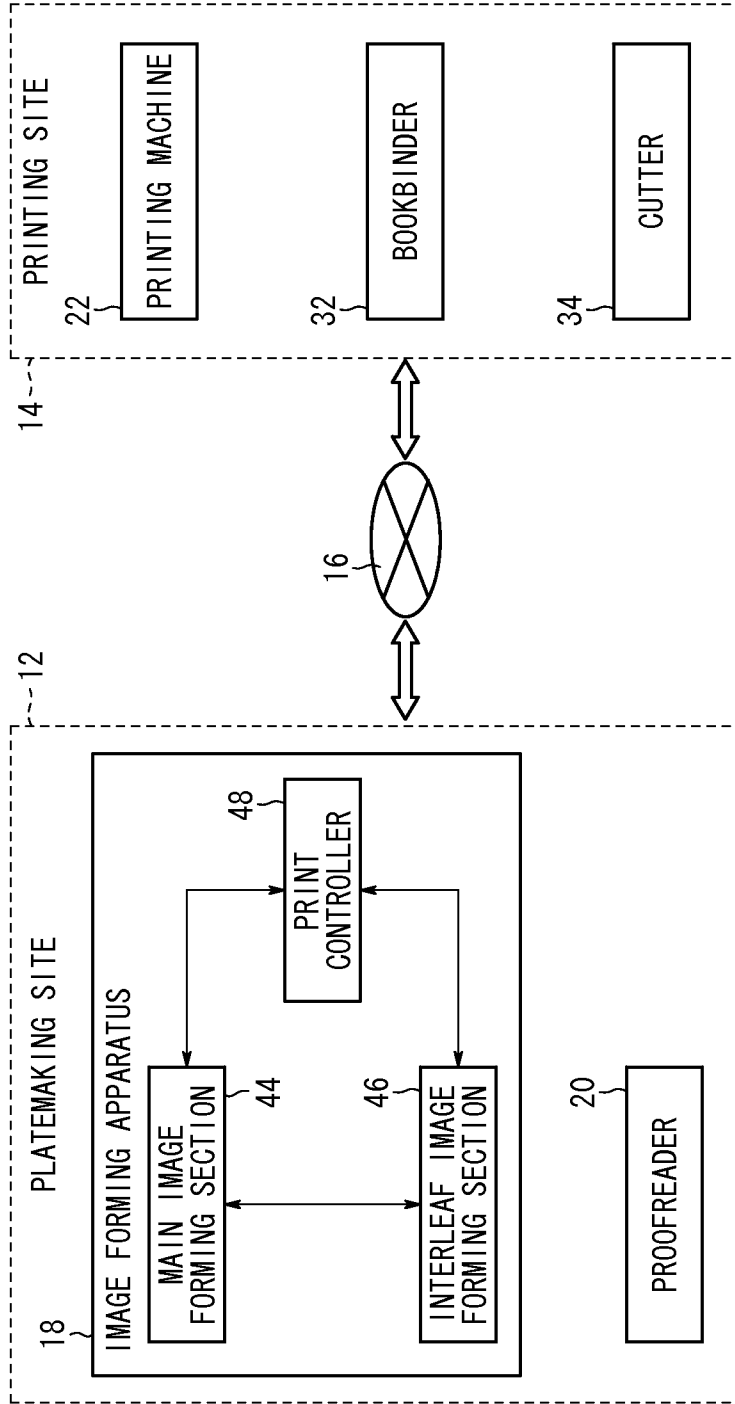 12
PLATEMAKING SITE
18
IMAGE FORMING APPARATUS
MAIN IMAGE
FORMING SECTION
44
48
PRINT
CONTROLLER
46
INTERLEAF IMAGE
FORMING SECTION
20
PROOFREADER
16
14
PRINTING SITE
22
PRINTING MACHINE
32
BOOKBINDER
34
CUTTER